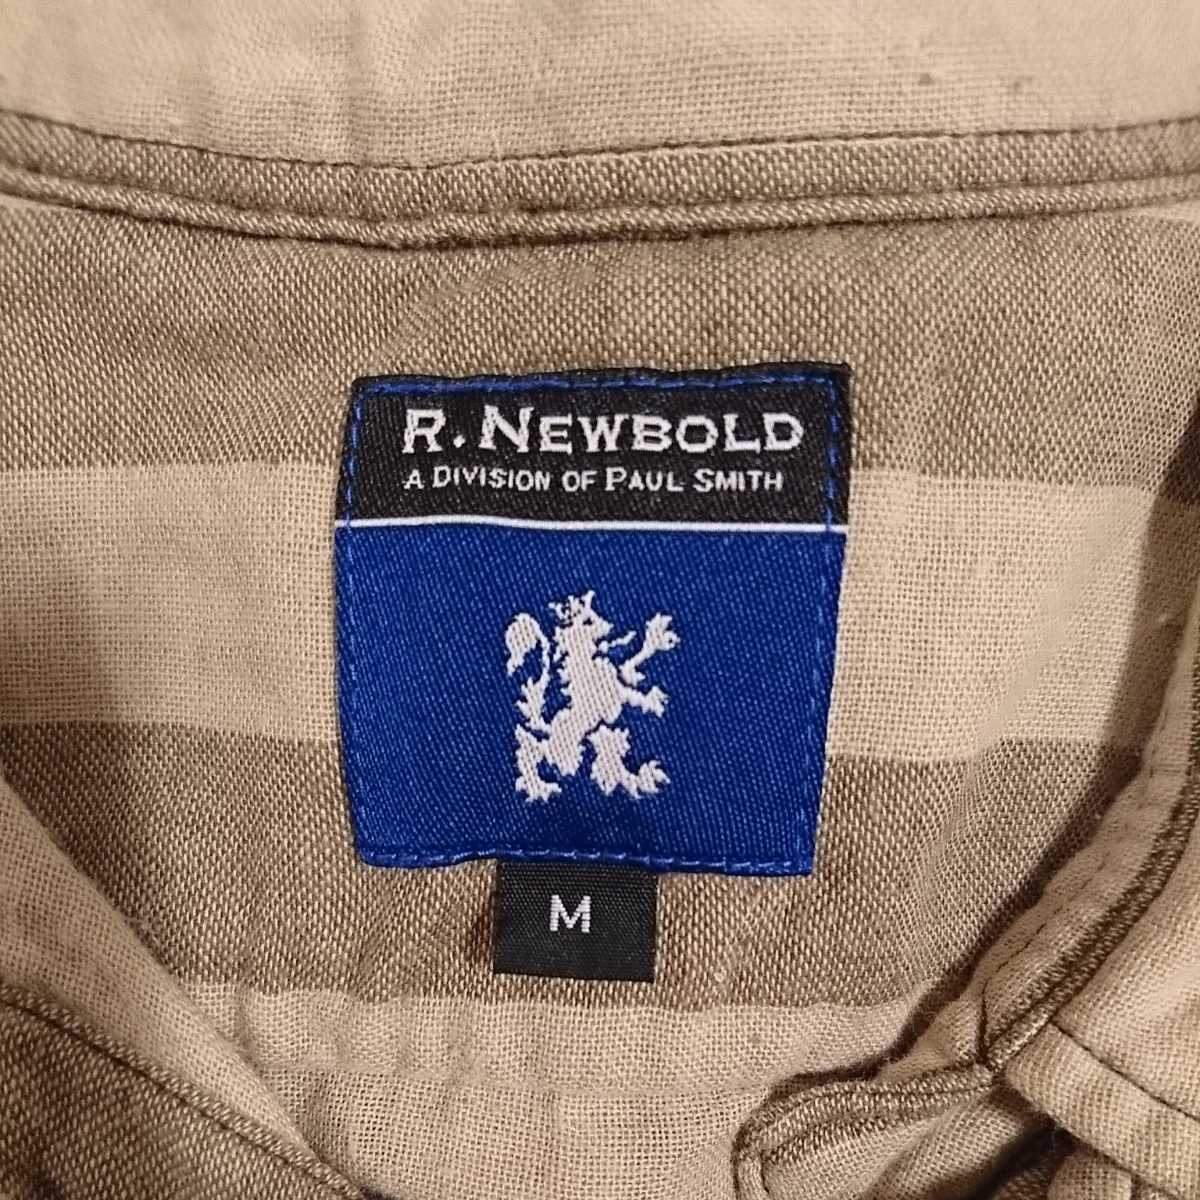 R. NEWBOLD
A DIVISION OF PAUL SMITH
M